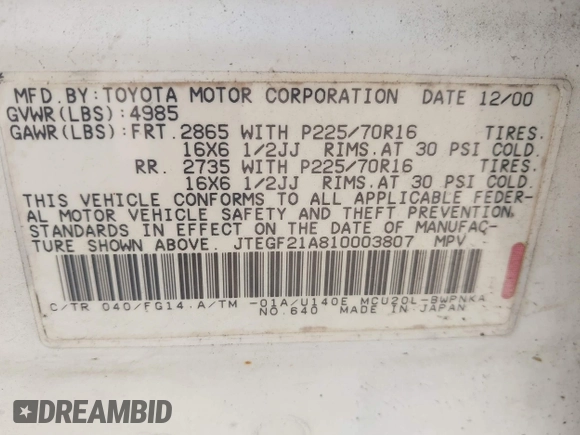 MFD.BY:TOYOTA MOTOR CORPORATION DATE 12/00
GVWR(LBS):4985
GAWR(LBS):FRT.2865 WITH P225/70R16 TIRES.
16X6 1/2JJ RIMS.AT 30 PSI COLD.
RR. 2735 WITH P225/70R16 TIRES.
16X6 1/2JJ RIMS.AT 30 PSI COLD.
THIS VEHICLE CONFORMS TO ALL APPLICABLE FEDER-
AL MOTOR VEHICLE SAFETY AND THEFT PREVENTION
STANDARDS IN EFFECT ON THE DATE OF MANUFAC-
TURE SHOWN ABOVE. JTEGF21A810003807 MPV
C/TR 040/FG14.A/TM -01A/U140E MCU20L-BWPNKA
NO.640 MADE IN JAPAN
DREAMBID